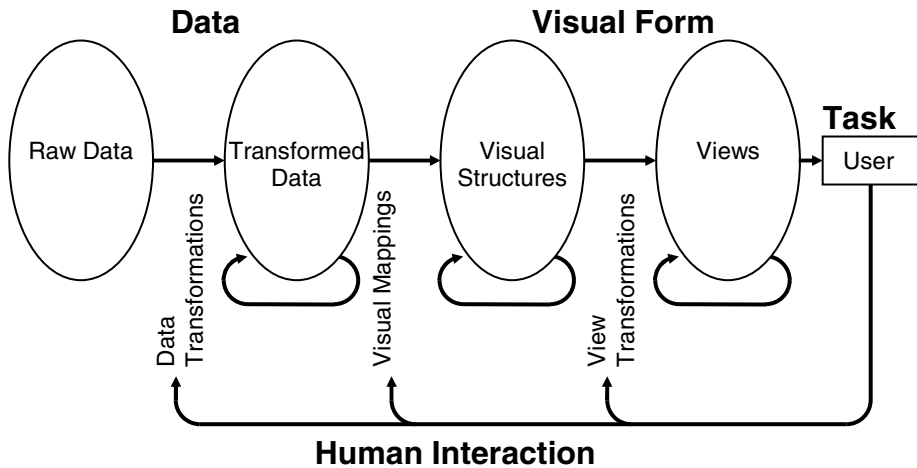 Data
Visual Form
Raw Data
Transformed
Data
Visual
Structures
Views
Task
User
Data
Transformations
Visual Mappings
View
Transformations
Human Interaction